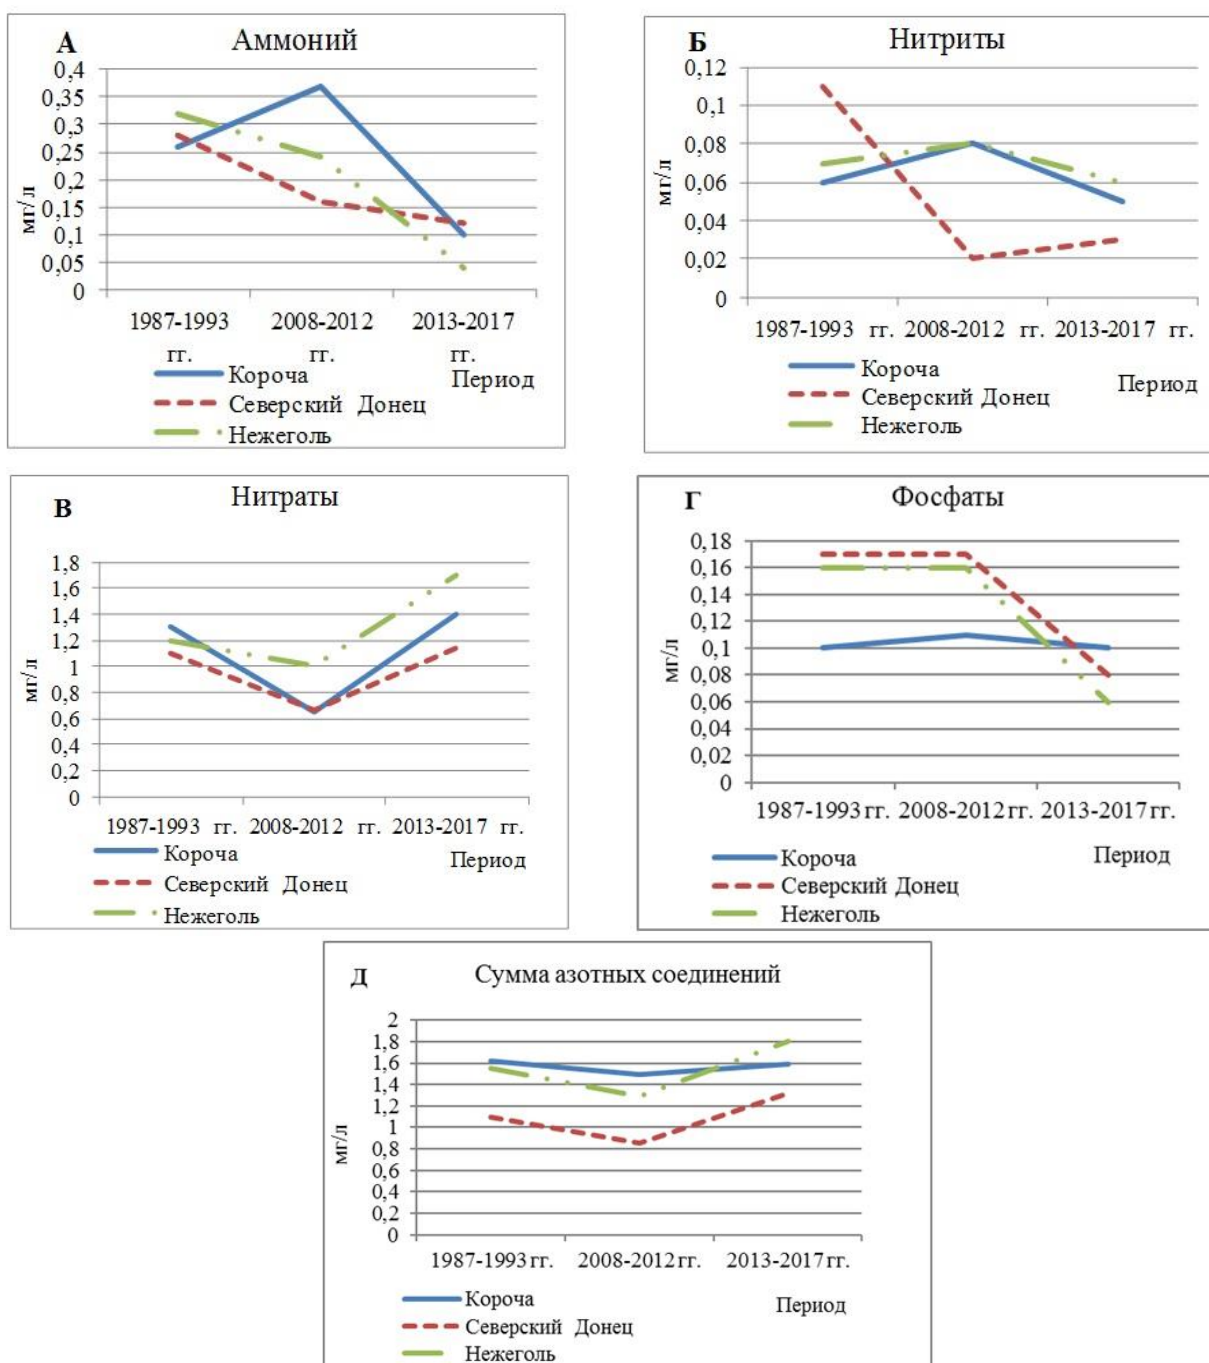 А
Аммоний
0,4
0,35
0,3
0,25
0,2
0,15
0,1
0,05
0
мг/л
1987-1993 2008-2012 2013-2017
гг. гг. гг.
Короча
Период
Северский Донец
Нежеголь
Б
Нитриты
0,12
0,1
0,08
0,06
0,04
0,02
0
мг/л
1987-1993 гг. 2008-2012 гг. 2013-2017 гг.
Короча
Период
Северский Донец
Нежеголь
В
Нитраты
1,8
1,6
1,4
1,2
1
0,8
0,6
0,4
0,2
0
мг/л
1987-1993 гг. 2008-2012 гг. 2013-2017 гг.
Короча
Период
Северский Донец
Нежеголь
Г
Фосфаты
0,18
0,16
0,14
0,12
0,1
0,08
0,06
0,04
0,02
0
мг/л
1987-1993 гг. 2008-2012 гг. 2013-2017 гг.
Короча
Период
Северский Донец
Нежеголь
Д
Сумма азотных соединений
2
1,8
1,6
1,4
1,2
1
0,8
0,6
0,4
0,2
0
мг/л
1987-1993 гг. 2008-2012 гг. 2013-2017 гг.
Короча
Период
Северский Донец
Нежеголь